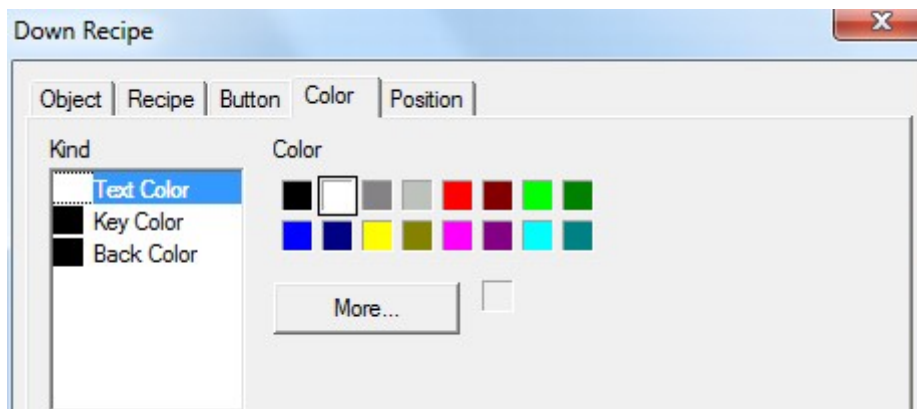 Down Recipe
Object Recipe Button Color Position
Kind Color
Text Color
Key Color
Back Color
More...